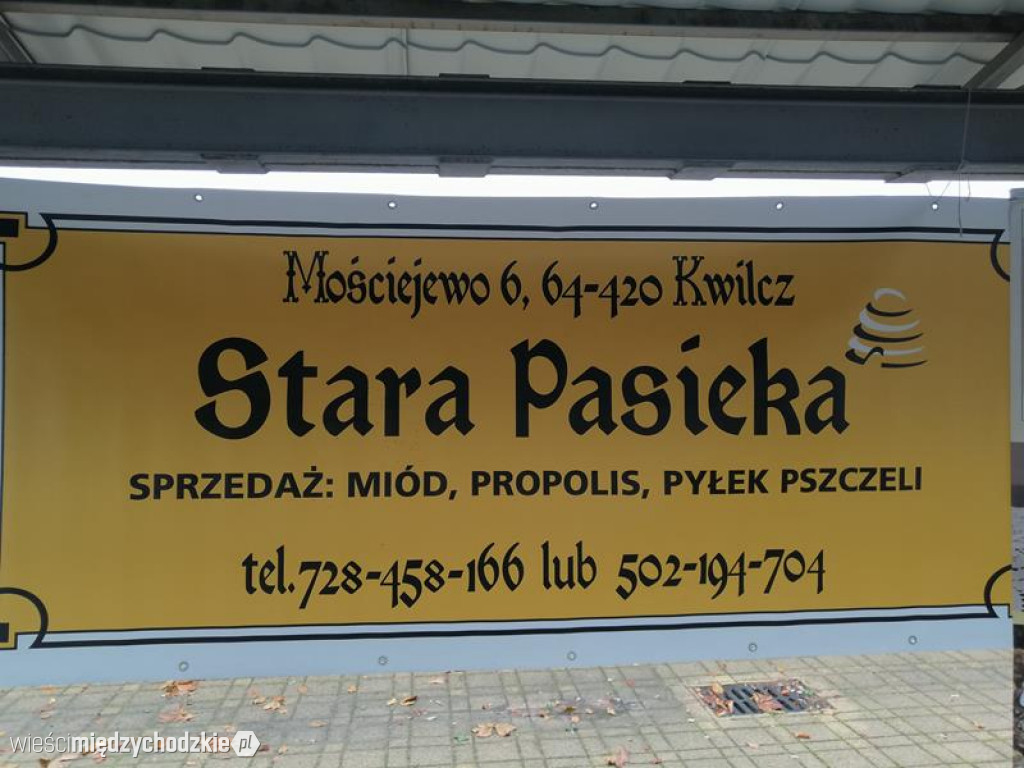 Mościejewo 6, 64-420 Kwilcz
Stara Pasieka
SPRZEDAŻ: MIÓD, PROPOLIS, PYŁEK PSZCZELI
tel.728-458-166 lub 502-194-704
wieścimiędzychodzkie.pl